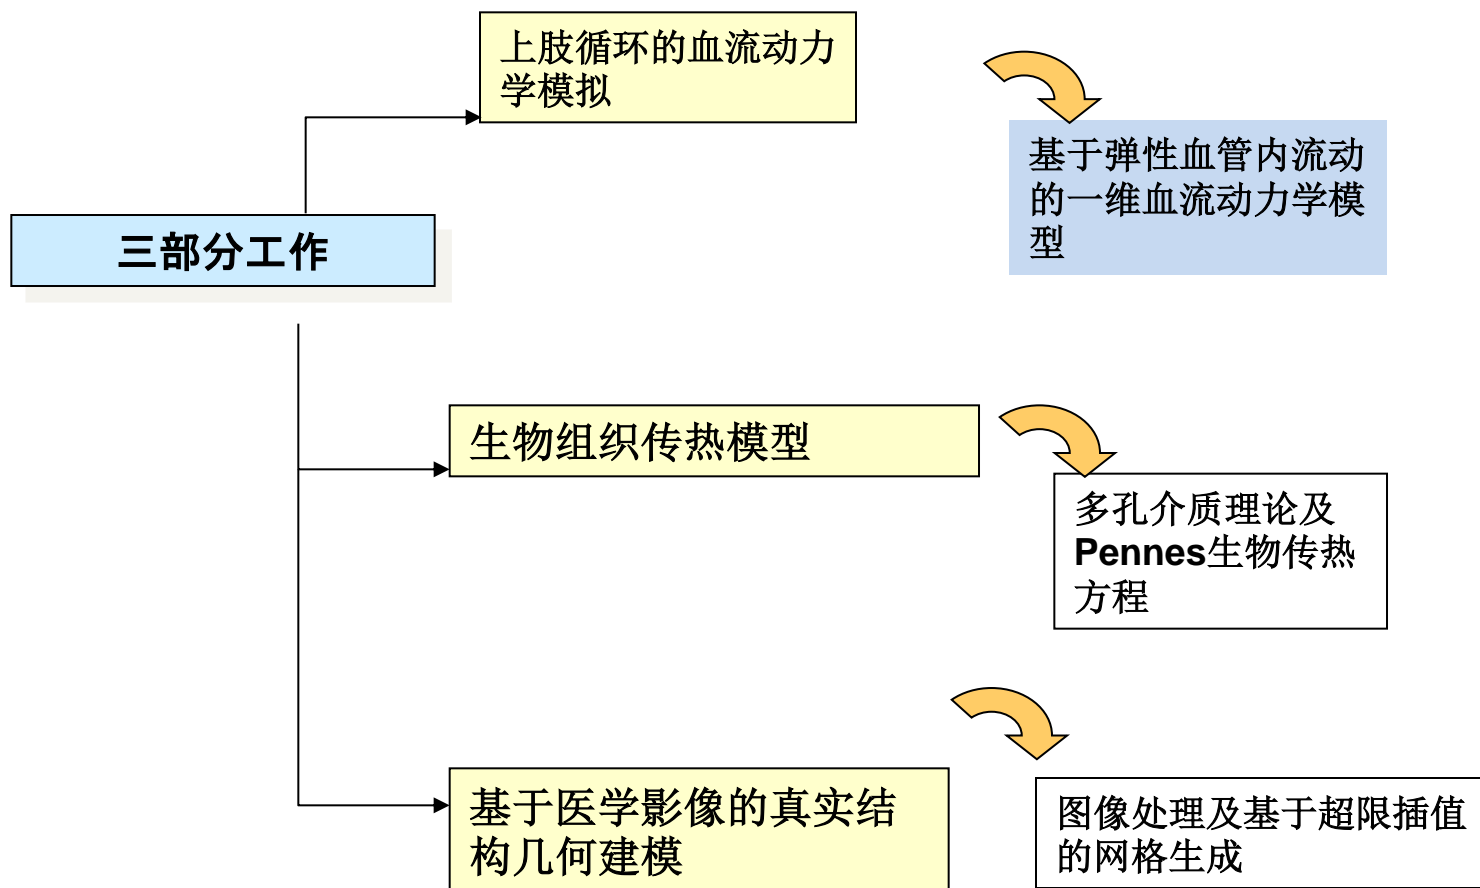 上肢循环的血流动力
学模拟
基于弹性血管内流动
的一维血流动力学模
型
三部分工作
生物组织传热模型
多孔介质理论及
Pennes生物传热
方程
基于医学影像的真实结
构几何建模
图像处理及基于超限插值
的网格生成